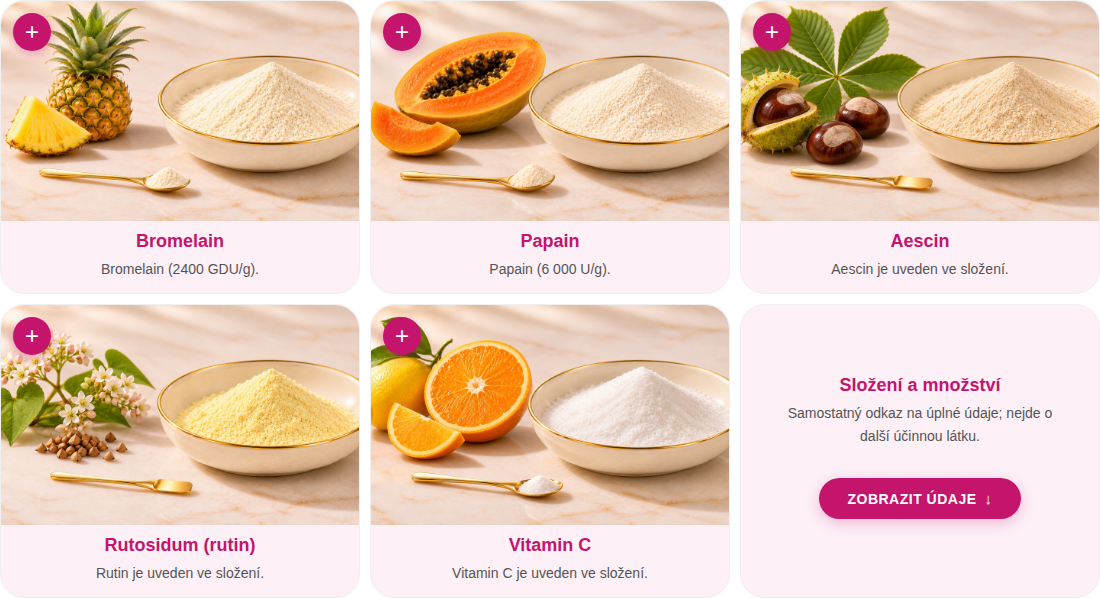 +
+
+
Bromelain
Bromelain (2400 GDU/g).
Papain
Papain (6 000 U/g).
Aescin
Aescin je uveden ve složení.
+
+
Rutosidum (rutin)
Rutin je uveden ve složení.
Vitamin C
Vitamin C je uveden ve složení.
Složení a množství
Samostatný odkaz na úplné údaje; nejde o
další účinnou látku.
ZOBRAZIT ÚDAJE ↓